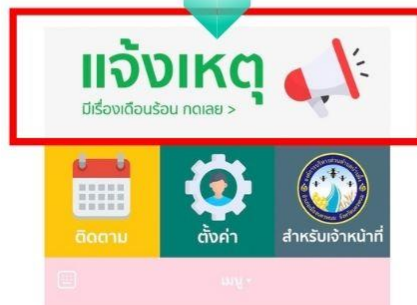 แจ้งเหตุ
มีเรื่องเดือนร้อน กดเลย >
ติดตาม
ตั้งค่า
สำหรับเจ้าหน้าที่
เมนู